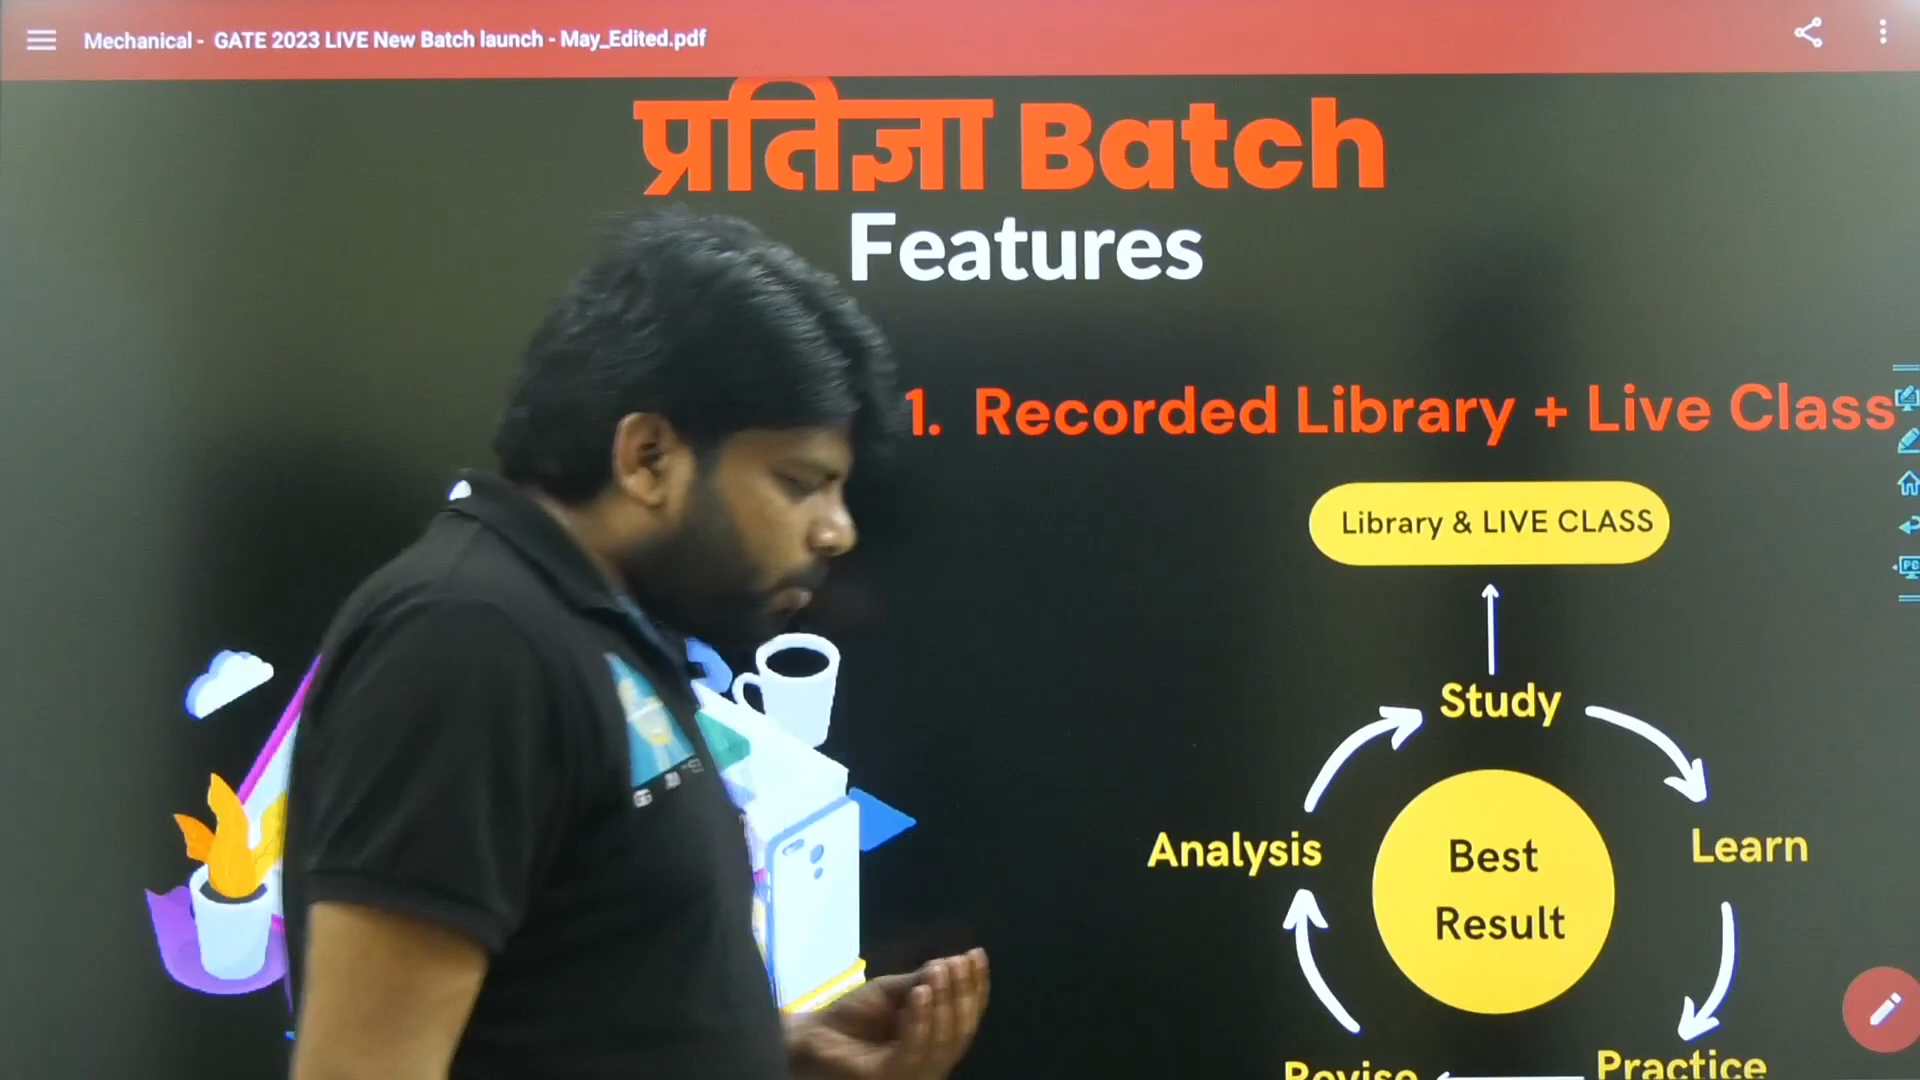 Mechanical - GATE 2023 LIVE New Batch launch - May_Edited.pdf
प्रतिज्ञा Batch
Features
1. Recorded Library + Live Class
Library & LIVE CLASS
Study
Analysis
Learn
Best
Result
Revise
Practice